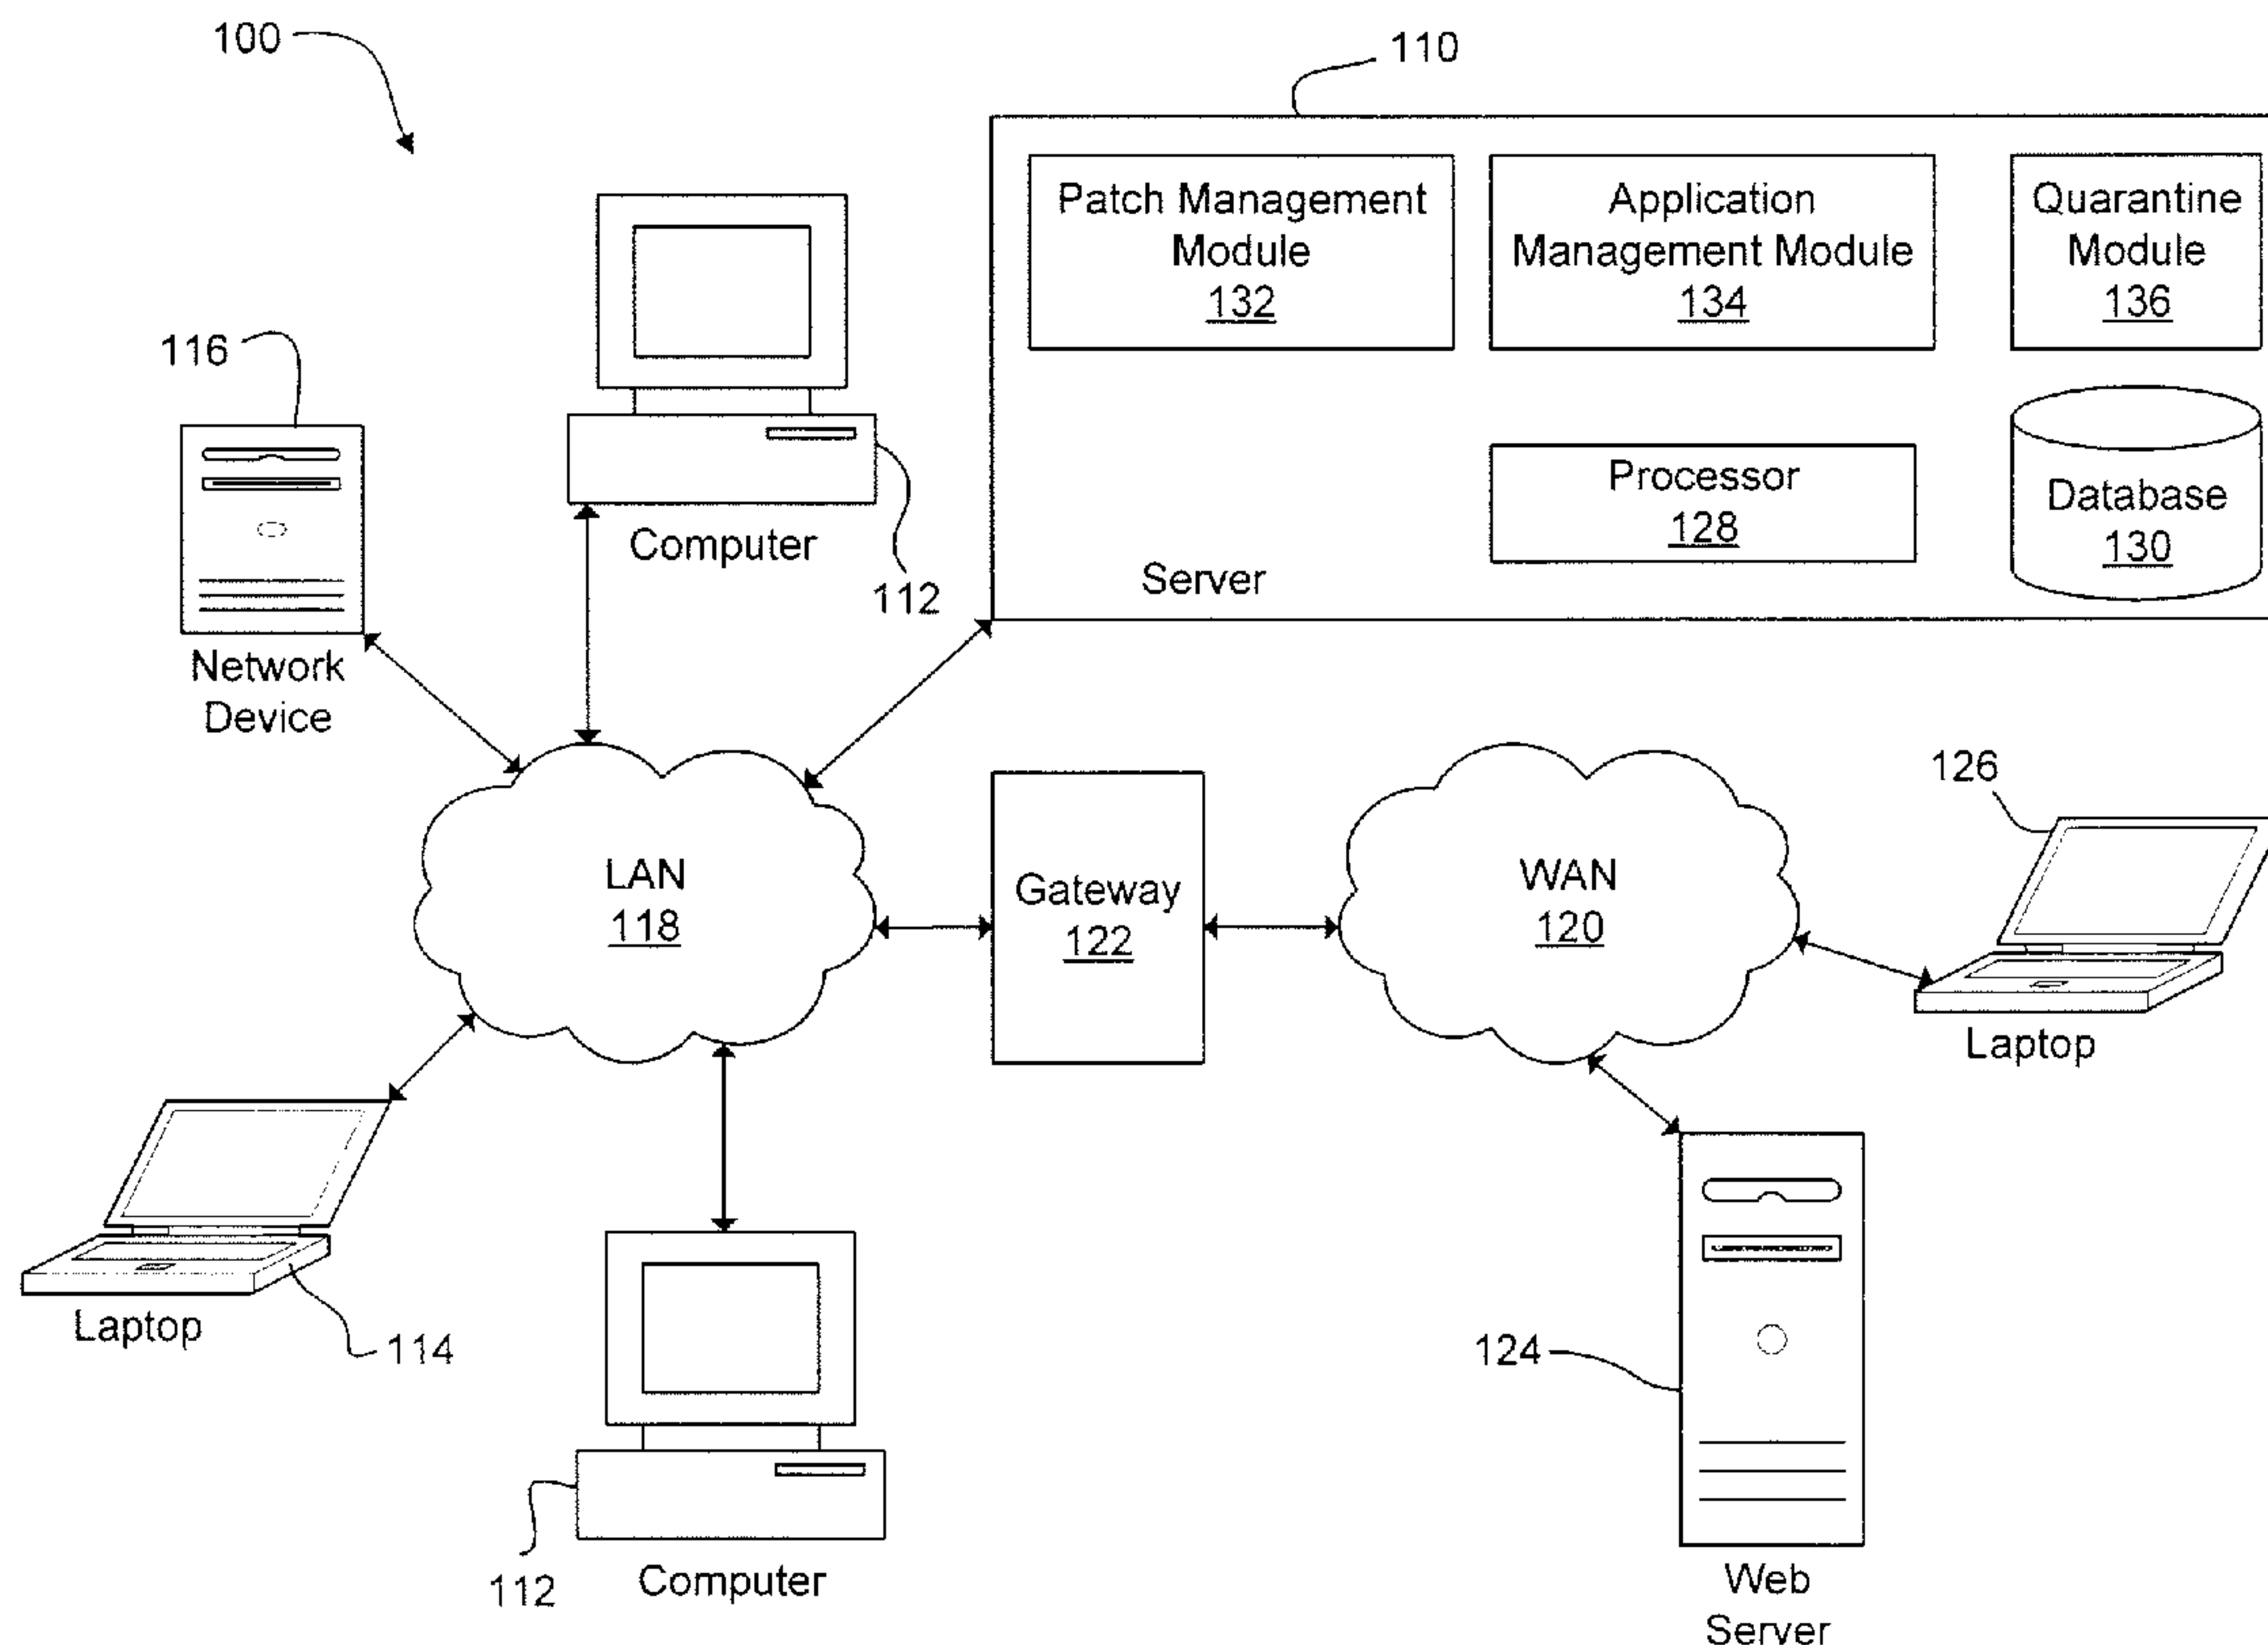 100
110
Patch Management
Module
132
Application
Management Module
134
Quarantine
Module
136
116
Processor
128
Database
130
Computer
112
Server
Network
Device
126
LAN
118
Gateway
122
WAN
120
Laptop
Laptop
114
124
112
Computer
Web
Server